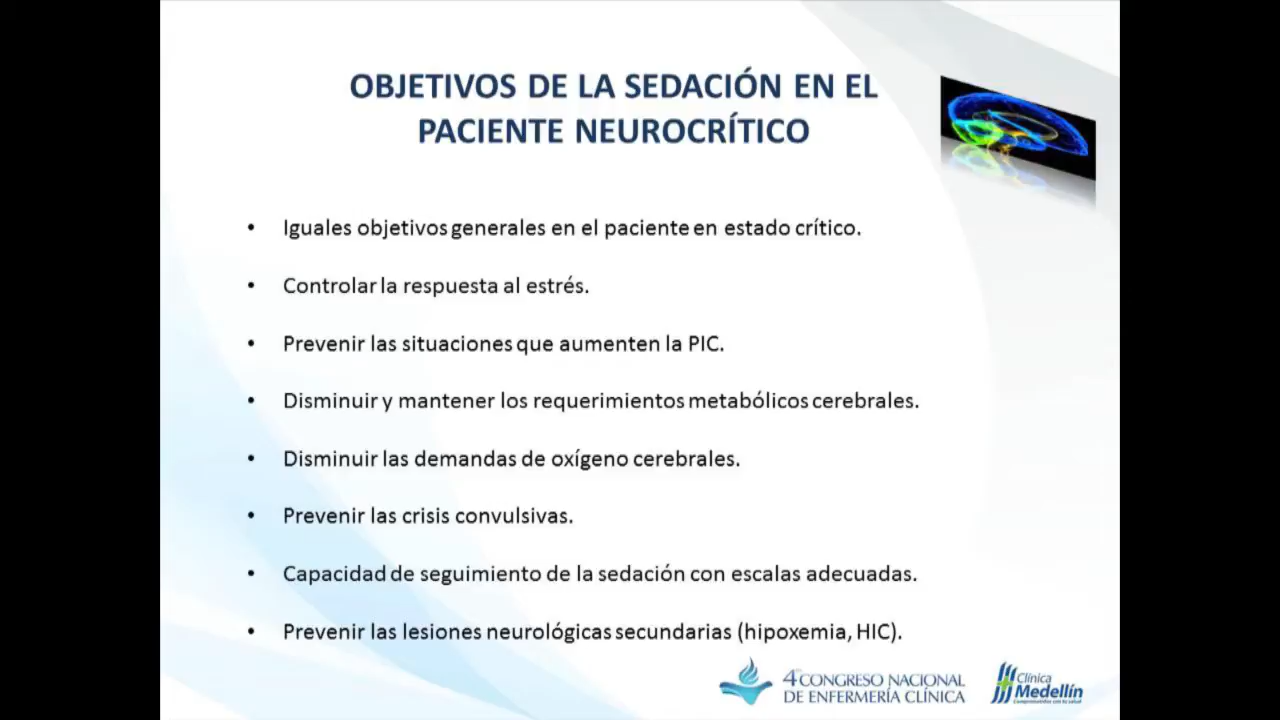 OBJETIVOS DE LA SEDACIÓN EN EL
PACIENTE NEUROCRÍTICO
• Iguales objetivos generales en el paciente en estado crítico.
• Controlar la respuesta al estrés.
• Prevenir las situaciones que aumenten la PIC.
• Disminuir y mantener los requerimientos metabólicos cerebrales.
• Disminuir las demandas de oxígeno cerebrales.
• Prevenir las crisis convulsivas.
• Capacidad de seguimiento de la sedación con escalas adecuadas.
• Prevenir las lesiones neurológicas secundarias (hipoxemia, HIC).
4 CONGRESO NACIONAL
DE ENFERMERÍA CLÍNICA
Clínica
Medellín